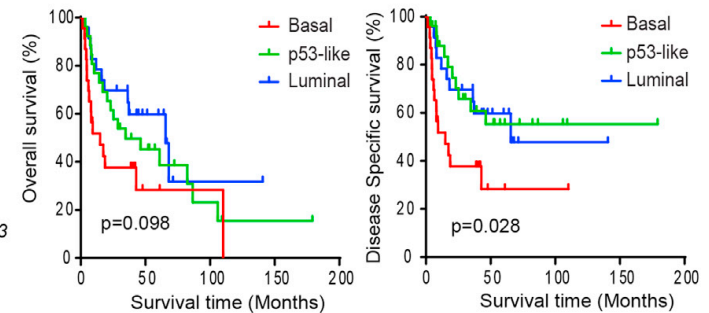 100
80
60
40
20
0
Overall survival (%)
Basal
p53-like
Luminal
p=0.098
0 50 100 150 200
Survival time (Months)
3
100
80
60
40
20
0
Disease Specific survival (%)
Basal
p53-like
Luminal
p=0.028
0 50 100 150 200
Survival time (Months)